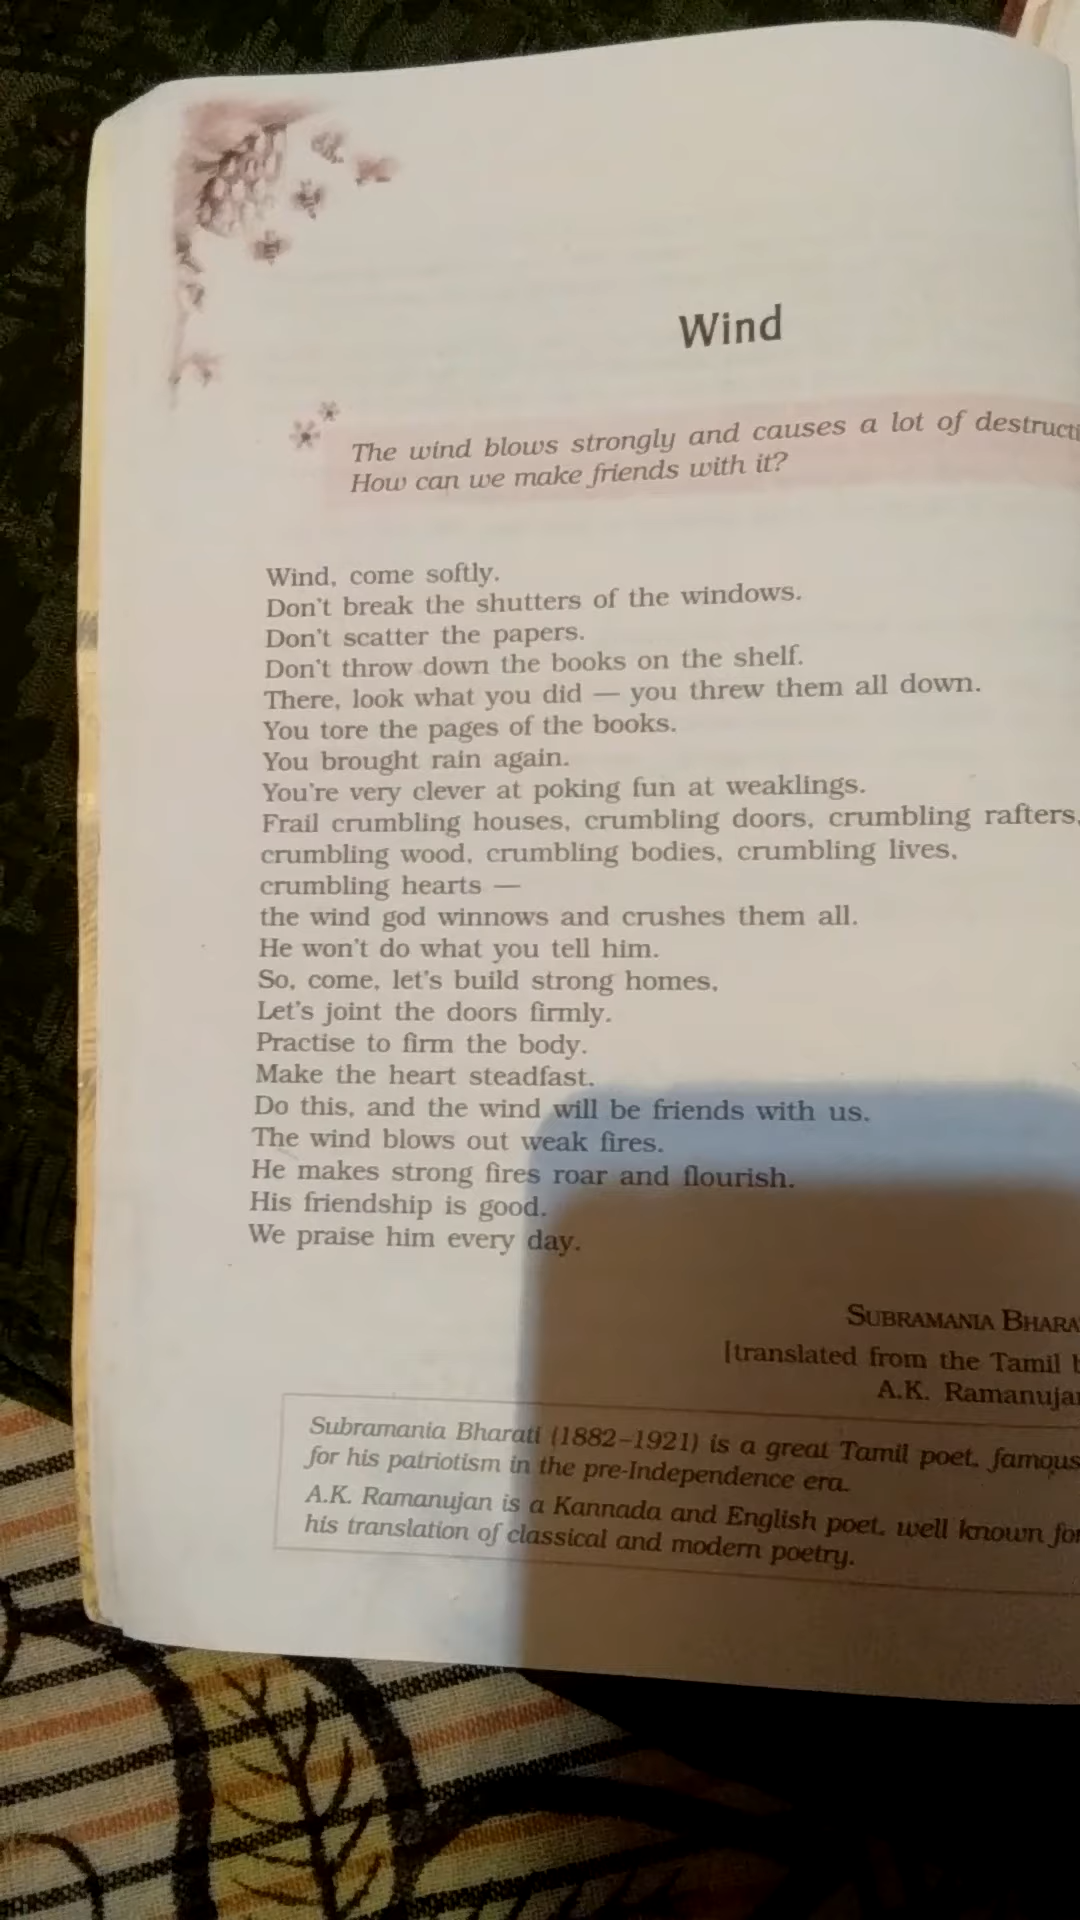 Wind
The wind blows strongly and causes a lot of
How can we make friends with it?
Wind, come softly.
Don't break the shutters of the windows.
Don't scatter the papers.
Don't throw down the books on the shelf.
There, look what you did — you threw them all down.
You tore the pages of the books.
You brought rain again.
You're very clever at poking fun at weaklings.
Frail crumbling houses, crumbling doors, crumbling rafters,
crumbling wood, crumbling bodies, crumbling lives,
crumbling hearts —
the wind god winnows and crushes them all.
He won't do what you tell him.
So, come, let's build strong homes,
Let's joint the doors firmly.
Practise to firm the body.
Make the heart steadfast.
Do this, and the wind will be friends with us.
The wind blows out weak fires.
He makes strong fires roar and flourish.
His friendship is good.
We praise him every day.
SUBRAMANIA
[translated from the Tamil
A.K.
Subramania Bharati (1882–1921) is a great Tamil poet, famous
for his patriotism in the pre-Independence era.
A.K. Ramanujan is a Kannada and English poet, well known for
his translation of classical and modern poetry.